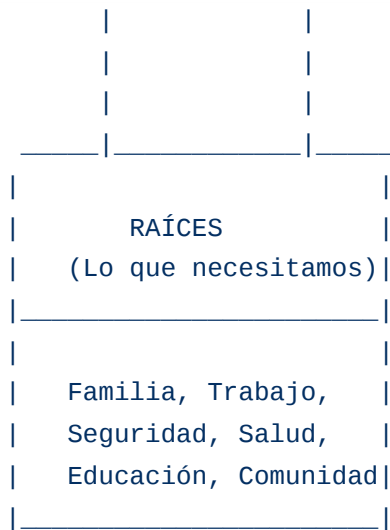 RAÍCES
(Lo que necesitamos)
Familia, Trabajo,
Seguridad, Salud,
Educación, Comunidad